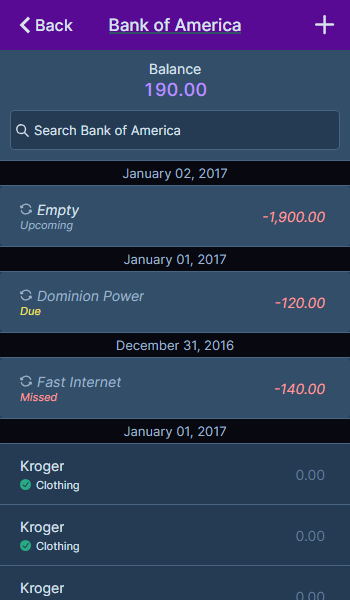 Back Bank of America
Balance
190.00
Search Bank of America
January 02, 2017
Empty -1,900.00
Upcoming
January 01, 2017
Dominion Power -120.00
Due
December 31, 2016
Fast Internet -140.00
Missed
January 01, 2017
Kroger 0.00
Clothing
Kroger 0.00
Clothing
Kroger 0.00